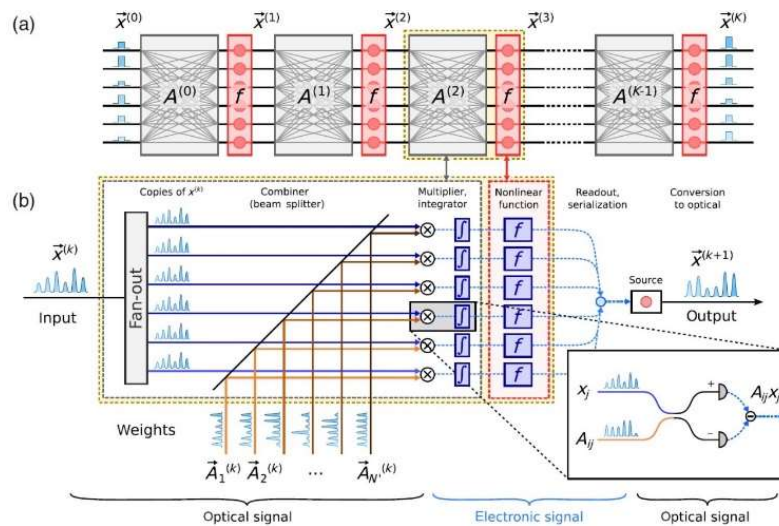 (a)
x⃗⁽⁰⁾ x⃗⁽¹⁾ x⃗⁽²⁾ x⃗⁽³⁾ x⃗⁽ᴷ⁾
A⁽⁰⁾ f A⁽¹⁾ f A⁽²⁾ f A⁽ᴷ⁻¹⁾ f
(b)
Copies of x⁽ᵏ⁾
Combiner
(beam splitter)
Multiplier,
integrator
Nonlinear
function
Readout,
serialization
Conversion
to optical
x⃗⁽ᵏ⁾
Input
Fan-out
⊗ ∫ f
⊗ ∫ f
⊗ ∫ f
⊗ ∫ f
⊗ ∫ f
⊗ ∫ f
Source
x⃗⁽ᵏ⁺¹⁾
Output
Weights
A⃗₁⁽ᵏ⁾ A⃗₂⁽ᵏ⁾ ... A⃗N'⁽ᵏ⁾
xⱼ + AᵢⱼXⱼ
Aᵢⱼ −
Optical signal Electronic signal Optical signal